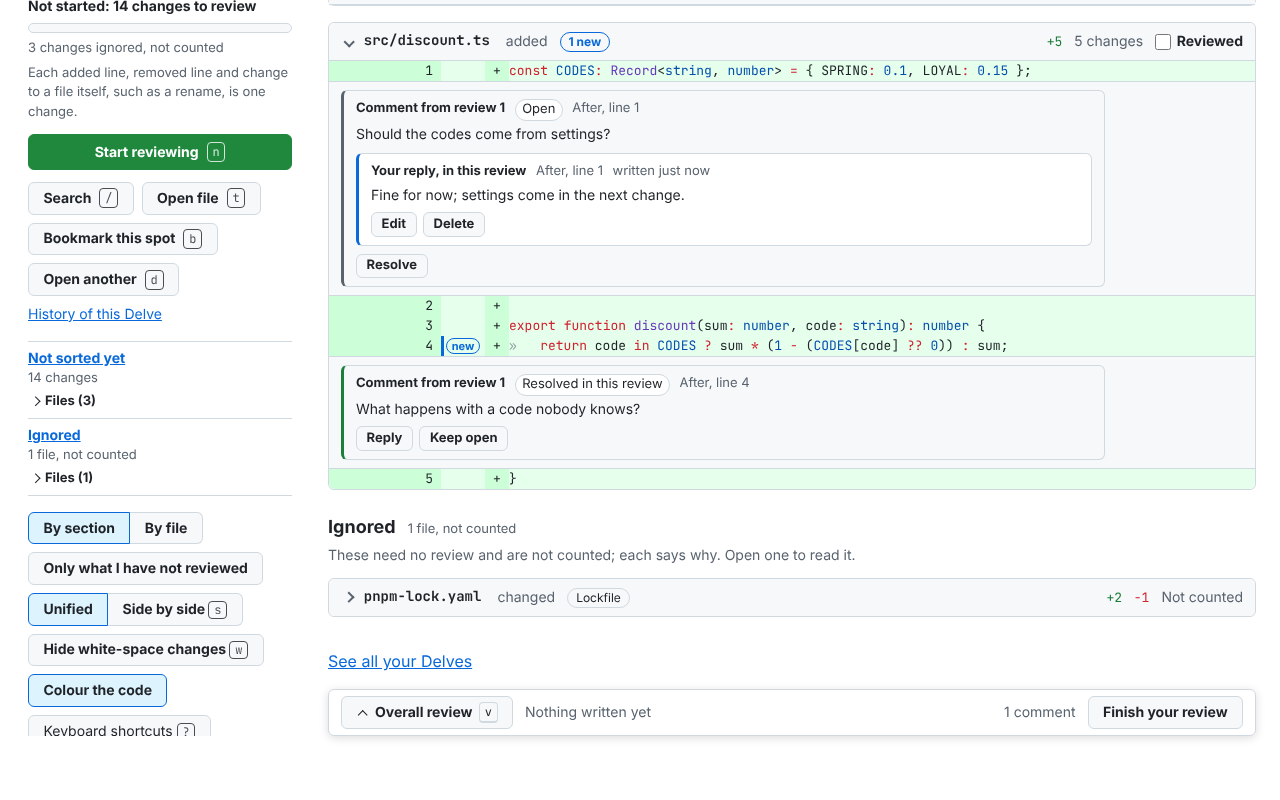 Not started: 14 changes to review
3 changes ignored, not counted
Each added line, removed line and change
to a file itself, such as a rename, is one
change.
Start reviewing n
Search /
Open file t
Bookmark this spot b
Open another d
History of this Delve
Not sorted yet
14 changes
Files (3)
Ignored
1 file, not counted
Files (1)
By section
By file
Only what I have not reviewed
Unified
Side by side s
Hide white-space changes w
Colour the code
Keyboard shortcuts ?
src/discount.ts added 1 new +5 5 changes Reviewed
1 + const CODES: Record<string, number> = { SPRING: 0.1, LOYAL: 0.15 };
Comment from review 1 Open After, line 1
Should the codes come from settings?
Your reply, in this review After, line 1 written just now
Fine for now; settings come in the next change.
Edit Delete
Resolve
2 +
3 + export function discount(sum: number, code: string): number {
4 new + » return code in CODES ? sum * (1 - (CODES[code] ?? 0)) : sum;
Comment from review 1 Resolved in this review After, line 4
What happens with a code nobody knows?
Reply Keep open
5 + }
Ignored 1 file, not counted
These need no review and are not counted; each says why. Open one to read it.
pnpm-lock.yaml changed Lockfile +2 -1 Not counted
See all your Delves
Overall review v Nothing written yet 1 comment Finish your review